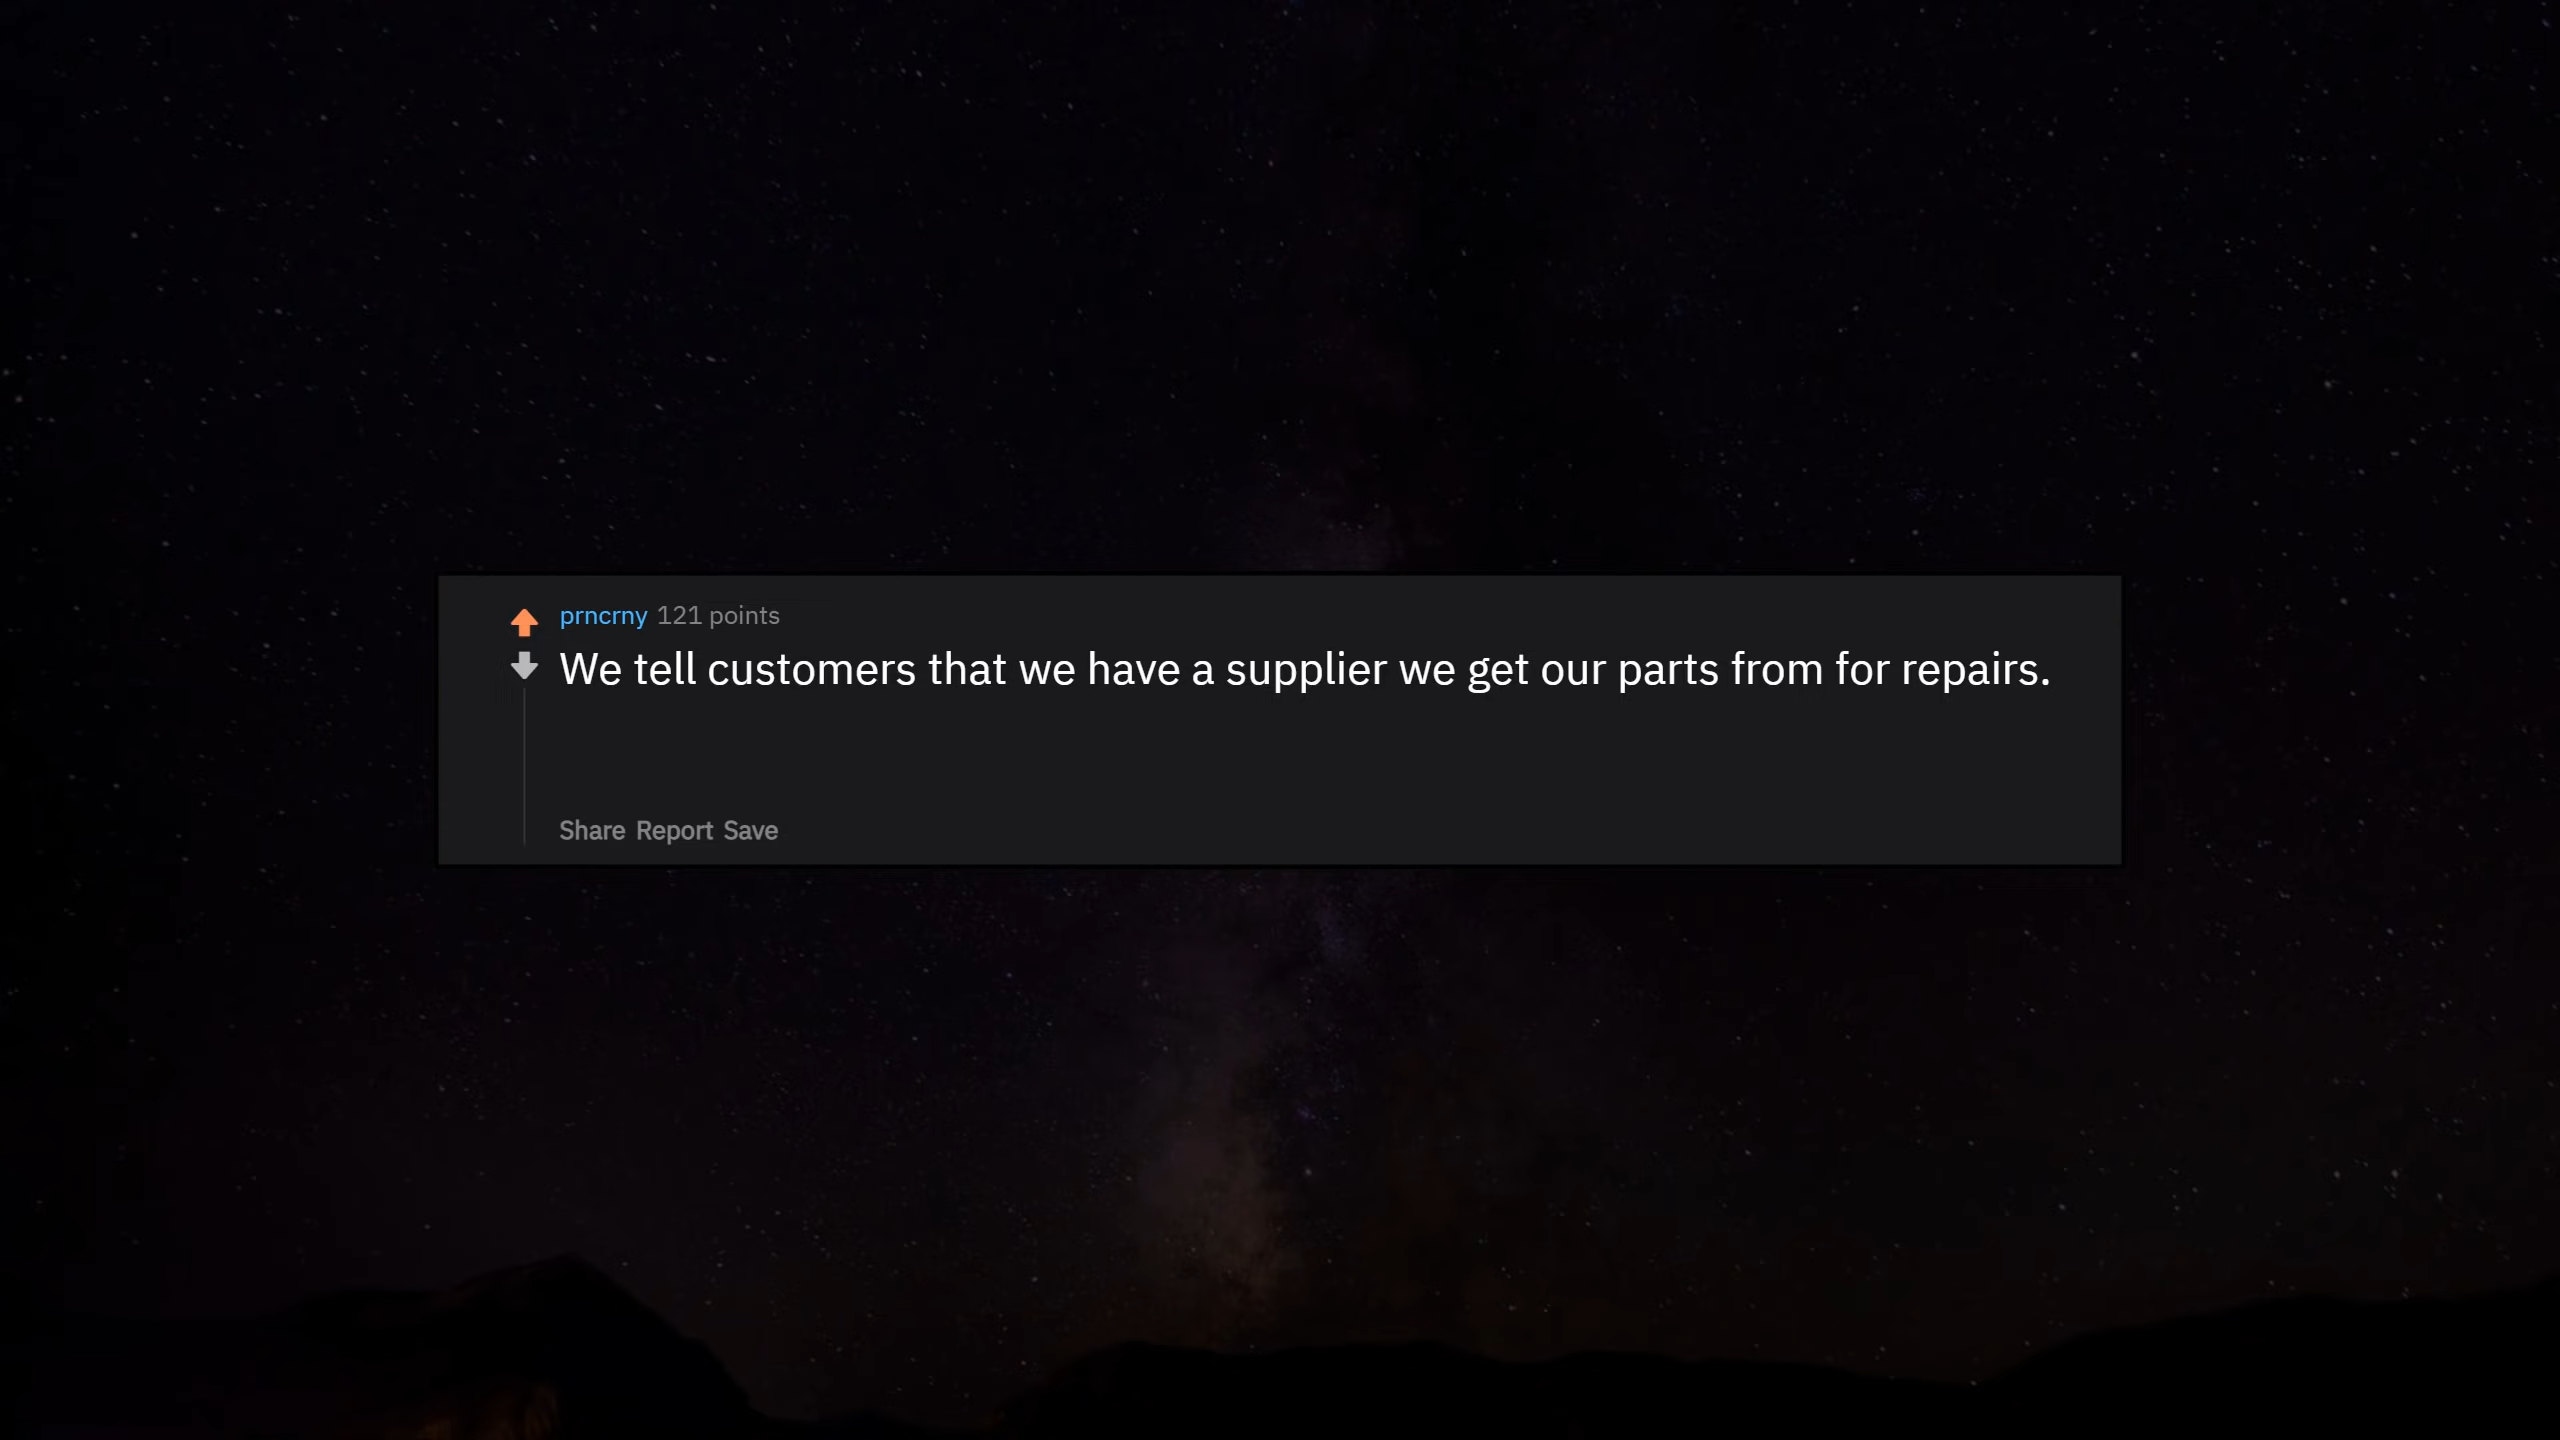 prncrny 121 points
We tell customers that we have a supplier we get our parts from for repairs.
Share Report Save